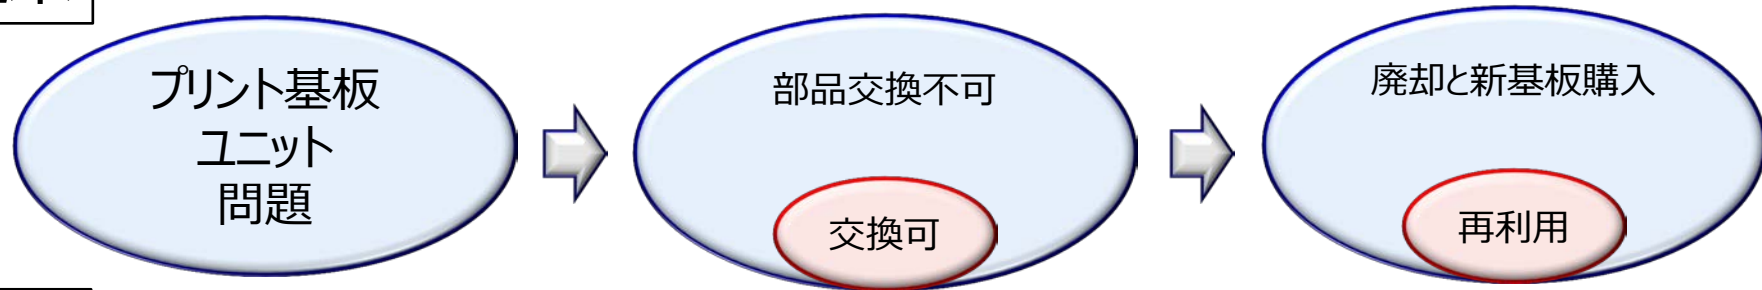 プリント基板
ユニット
問題
部品交換不可
交換可
廃却と新基板購入
再利用